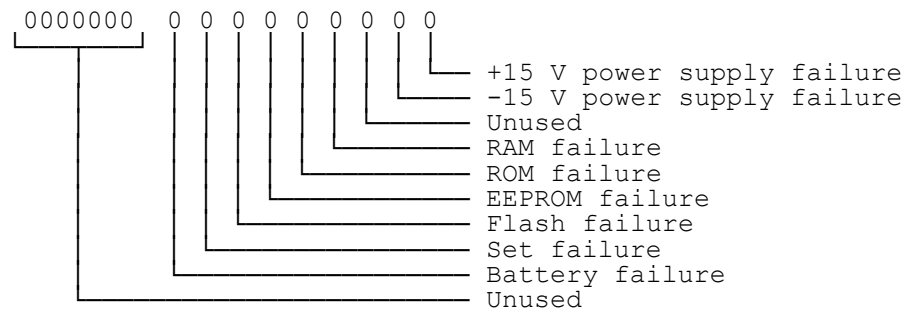 0000000 0 0 0 0 0 0 0 0 0
+15 V power supply failure
-15 V power supply failure
Unused
RAM failure
ROM failure
EEPROM failure
Flash failure
Set failure
Battery failure
Unused